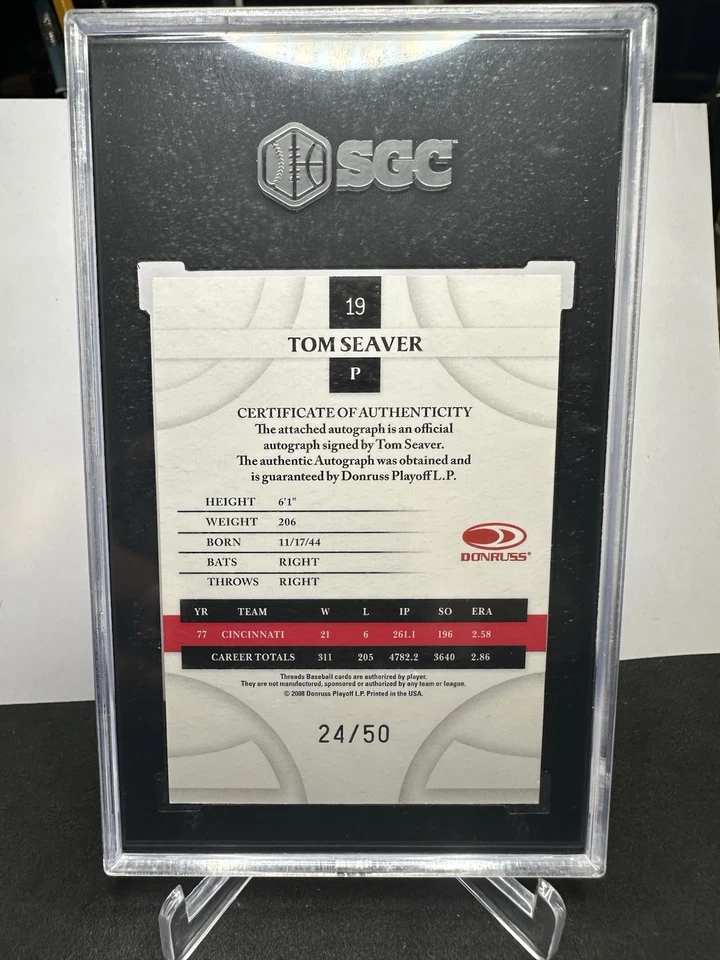 SGC
19
TOM SEAVER
P
CERTIFICATE OF AUTHENTICITY
The attached autograph is an official
autograph signed by Tom Seaver.
The authentic Autograph was obtained and
is guaranteed by Donruss Playoff L.P.
HEIGHT 6'1"
WEIGHT 206
BORN 11/17/44
BATS RIGHT
THROWS RIGHT
DONRUSS®
YR TEAM W L IP SO ERA
77 CINCINNATI 21 6 261.1 196 2.58
CAREER TOTALS 311 205 4782.2 3640 2.86
Threads Baseball cards are authorized by player.
They are not manufactured, sponsored or authorized by any team or league.
© 2008 Donruss Playoff L.P. Printed in the USA.
24/50